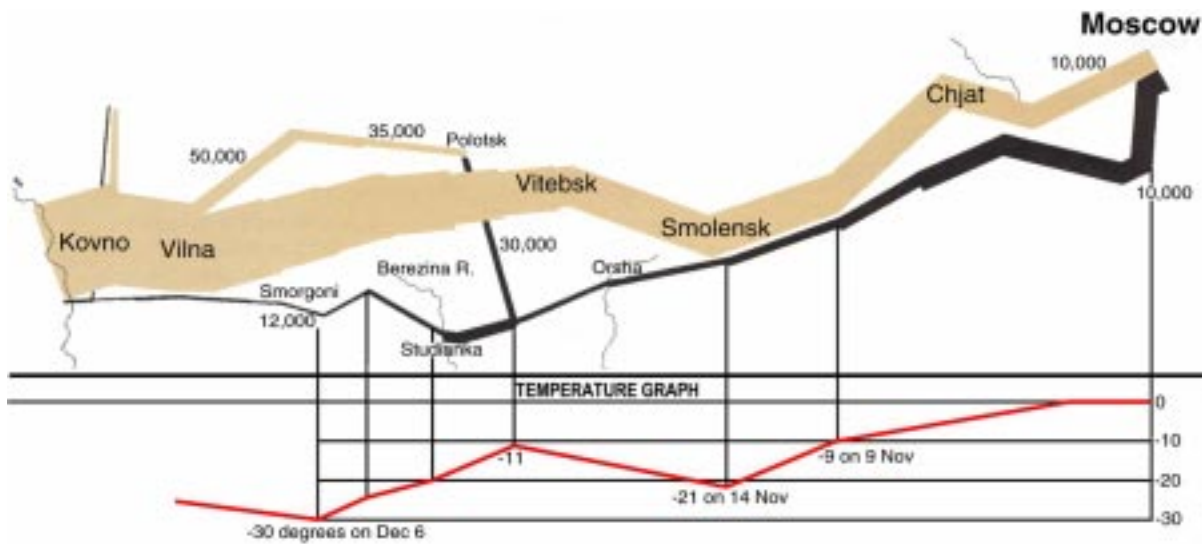 Moscow
10,000
Chjat
35,000
Polotsk
50,000
Vitebsk
10,000
Smolensk
Kovno
Vilna
30,000
Berezina R.
Orsha
Smorgoni
12,000
Studianka
TEMPERATURE GRAPH
0
-10
-11
-9 on 9 Nov
-20
-21 on 14 Nov
-30
-30 degrees on Dec 6